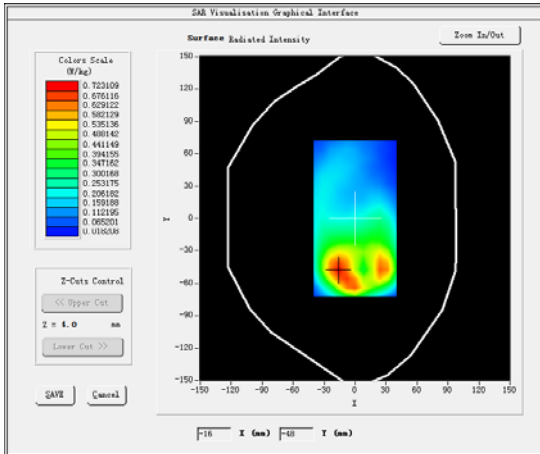 SAR Visualisation Graphical Interface
Surface Radiated Intensity
Zoom In/Out
Colors Scale
(W/kg)
0.723109
0.676116
0.629122
0.582129
0.535136
0.488142
0.441149
0.394155
0.347162
0.300168
0.253175
0.206182
0.159188
0.112195
0.065201
0.018208
Z-Cuts Control
<< Upper Cut
Z = 4.0 mm
Lower Cut >>
SAVE Cancel
150
120
90
60
30
0
-30
-60
-90
-120
-150
Y
-150 -120 -90 -60 -30 0 30 60 90 120 150
X
-16 X (mm) -48 Y (mm)